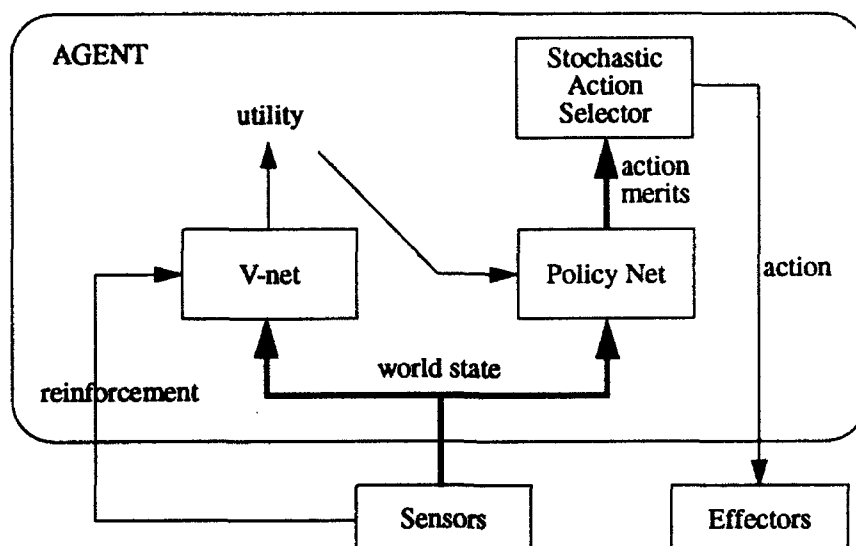 AGENT
Stochastic
Action
Selector
utility
action
merits
V-net
Policy Net
action
world state
reinforcement
Sensors
Effectors